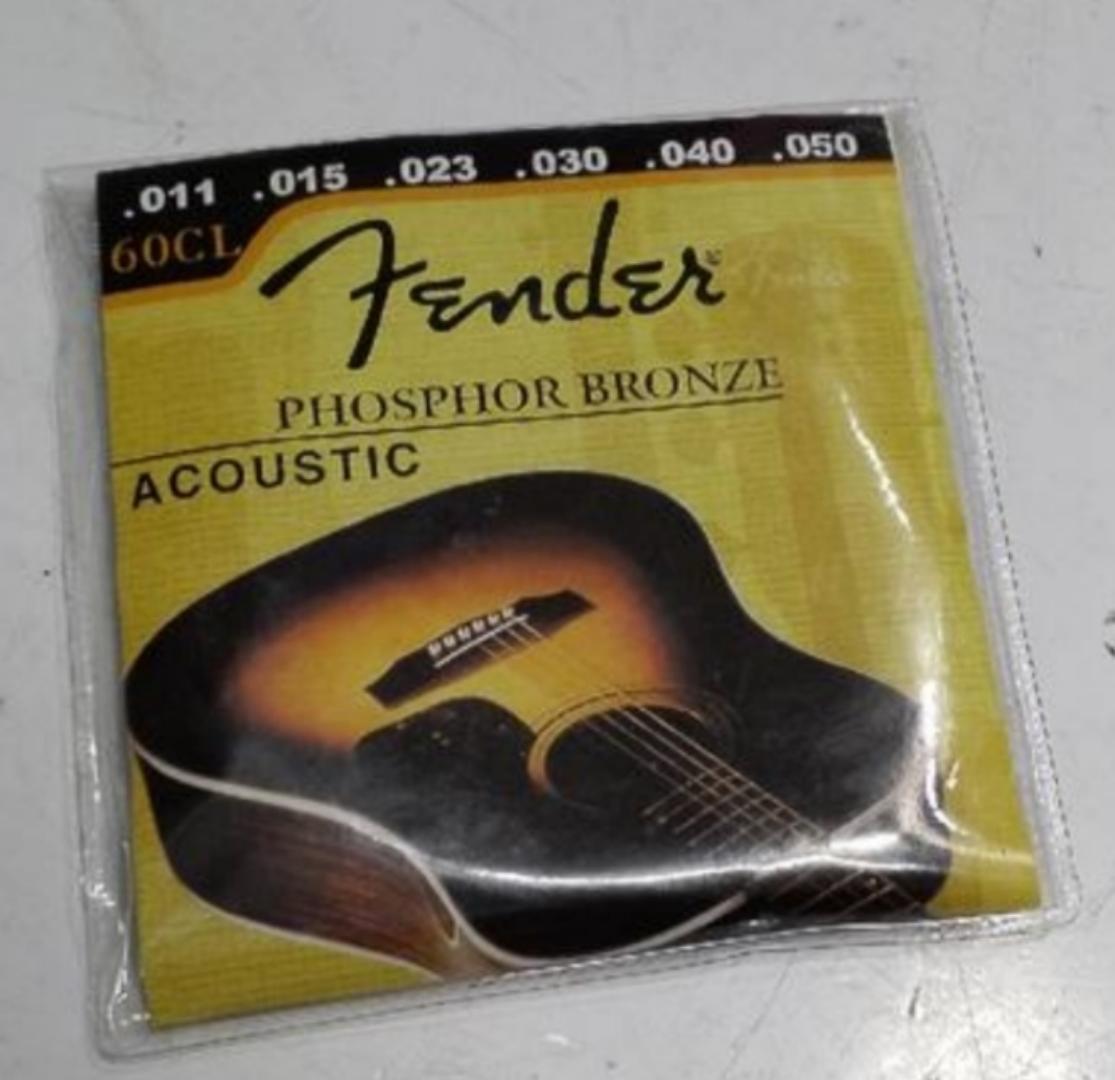 .011 .015 .023 .030 .040 .050
60CL
Fender
PHOSPHOR BRONZE
ACOUSTIC